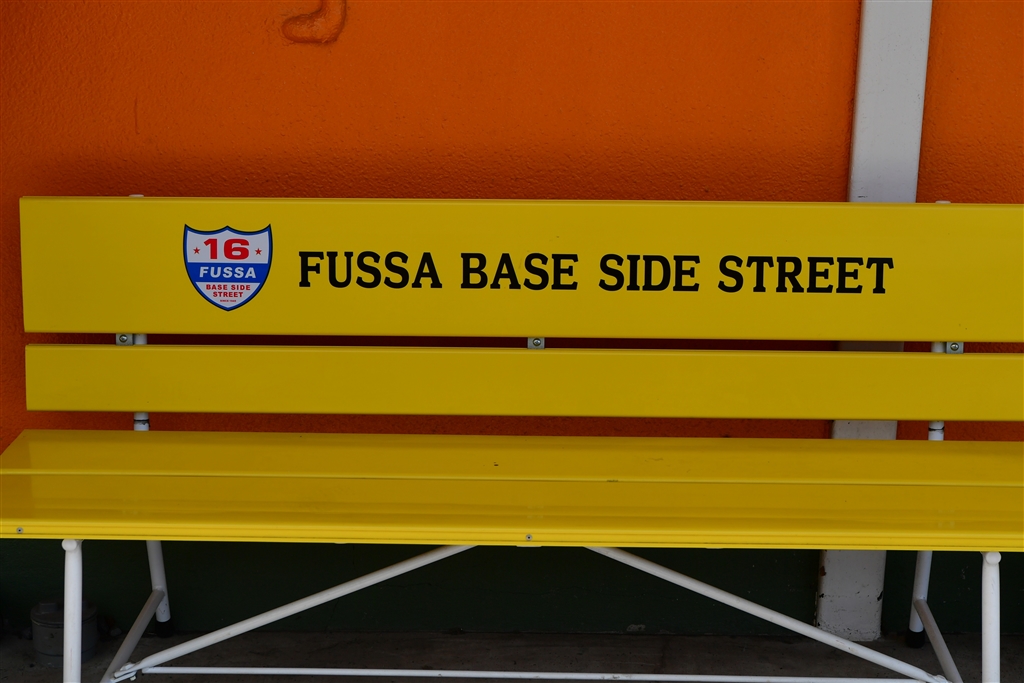 16
FUSSA
BASE SIDE
STREET
FUSSA BASE SIDE STREET